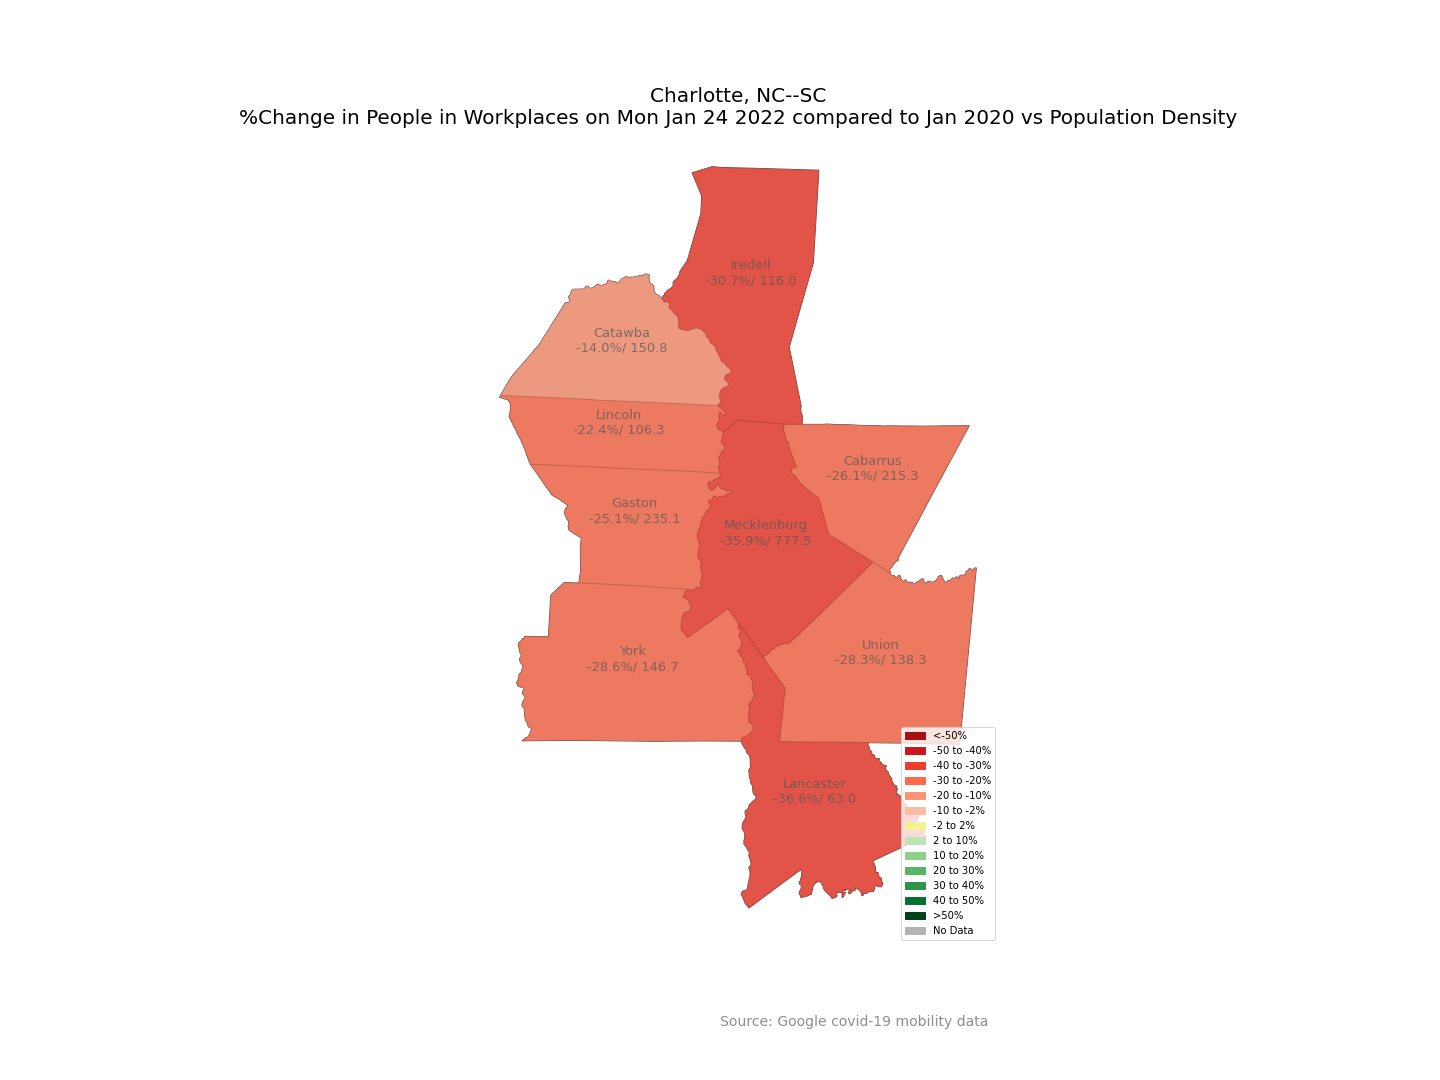 Charlotte, NC--SC
%Change in People in Workplaces on Mon Jan 24 2022 compared to Jan 2020 vs Population Density
Iredell
-30.7%/ 116.0
Catawba
-14.0%/ 150.8
Lincoln
-22.4%/ 106.3
Cabarrus
-26.1%/ 215.3
Gaston
-25.1%/ 235.1
Mecklenburg
-35.9%/ 777.5
York
-28.6%/ 146.7
Union
-28.3%/ 138.3
Lancaster
-36.6%/ 63.0
<-50%
-50 to -40%
-40 to -30%
-30 to -20%
-20 to -10%
-10 to -2%
-2 to 2%
2 to 10%
10 to 20%
20 to 30%
30 to 40%
40 to 50%
>50%
No Data
Source: Google covid-19 mobility data